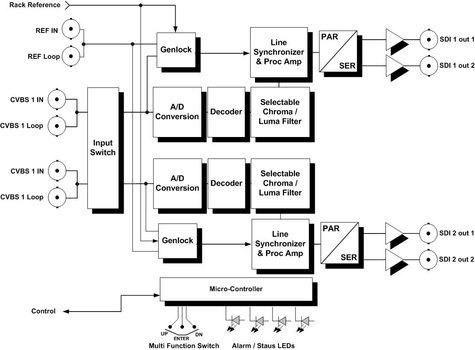 Rack Reference
REF IN
REF Loop
Genlock
Line
Synchronizer
& Proc Amp
PAR
SER
SDI 1 out 1
SDI 1 out 2
CVBS 1 IN
CVBS 1 Loop
Input
Switch
A/D
Conversion
Decoder
Selectable
Chroma /
Luma Filter
CVBS 1 IN
CVBS 1 Loop
A/D
Conversion
Decoder
Selectable
Chroma /
Luma Filter
Genlock
Line
Synchronizer
& Proc Amp
PAR
SER
SDI 2 out 1
SDI 2 out 2
Micro-Controller
Control
UP
ENTER
DN
Multi Function Switch
Alarm / Staus LEDs